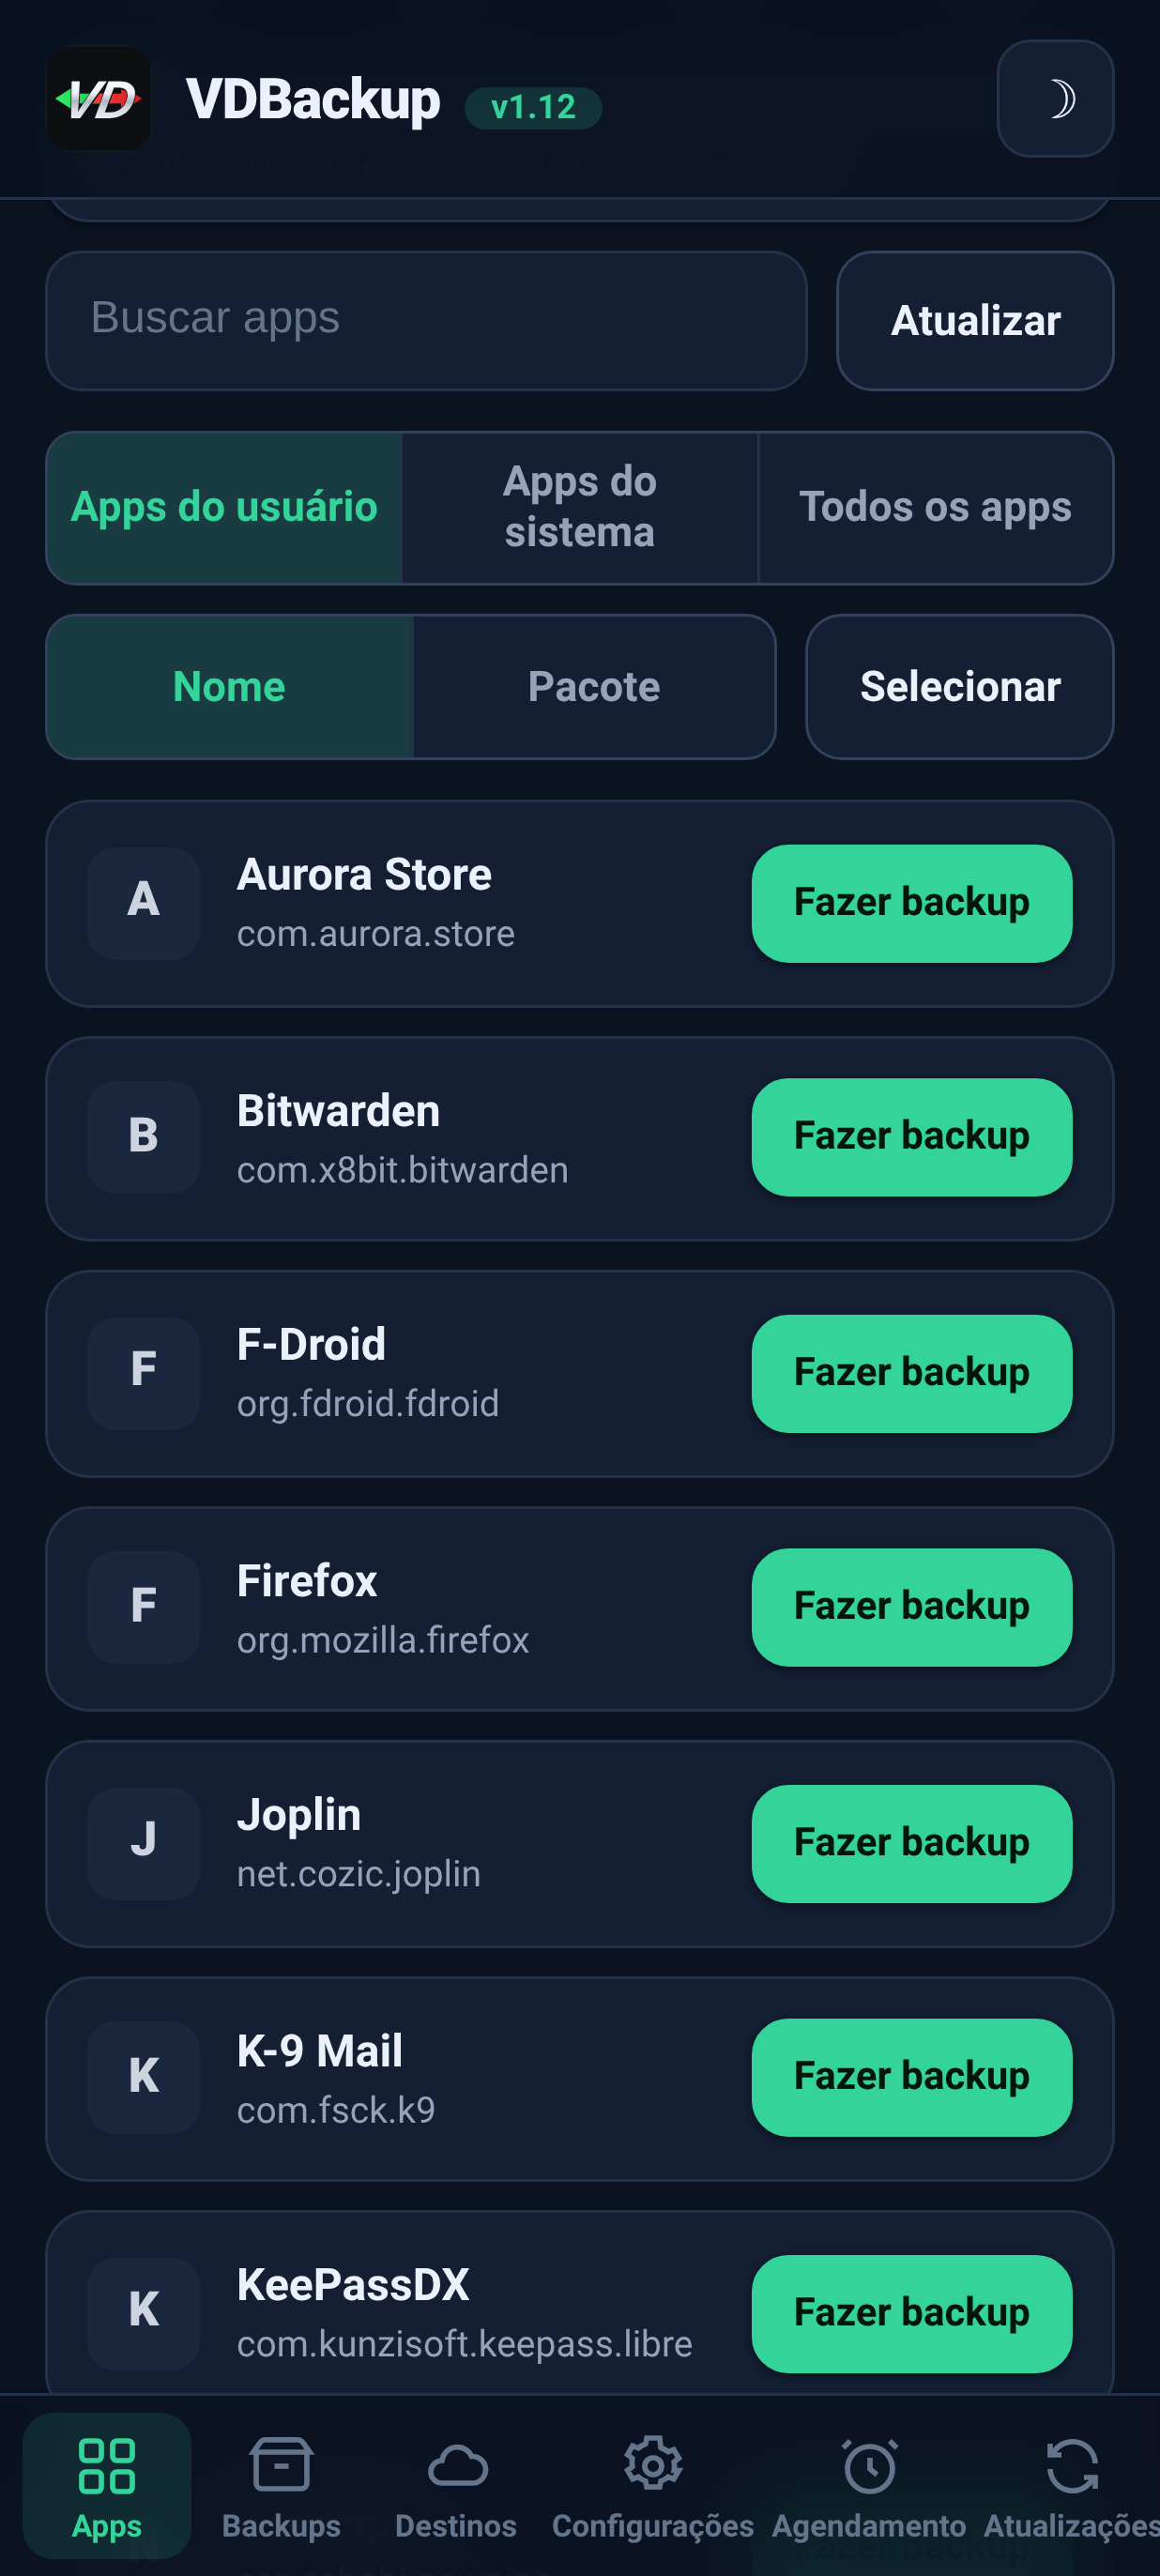 VD
VDBackup v1.12
Buscar apps
Atualizar
Apps do usuário
Apps do
sistema
Todos os apps
Nome
Pacote
Selecionar
A
Aurora Store
com.aurora.store
Fazer backup
B
Bitwarden
com.x8bit.bitwarden
Fazer backup
F
F-Droid
org.fdroid.fdroid
Fazer backup
F
Firefox
org.mozilla.firefox
Fazer backup
J
Joplin
net.cozic.joplin
Fazer backup
K
K-9 Mail
com.fsck.k9
Fazer backup
K
KeePassDX
com.kunzisoft.keepass.libre
Fazer backup
Apps
Backups
Destinos
Configurações
Agendamento
Atualizações